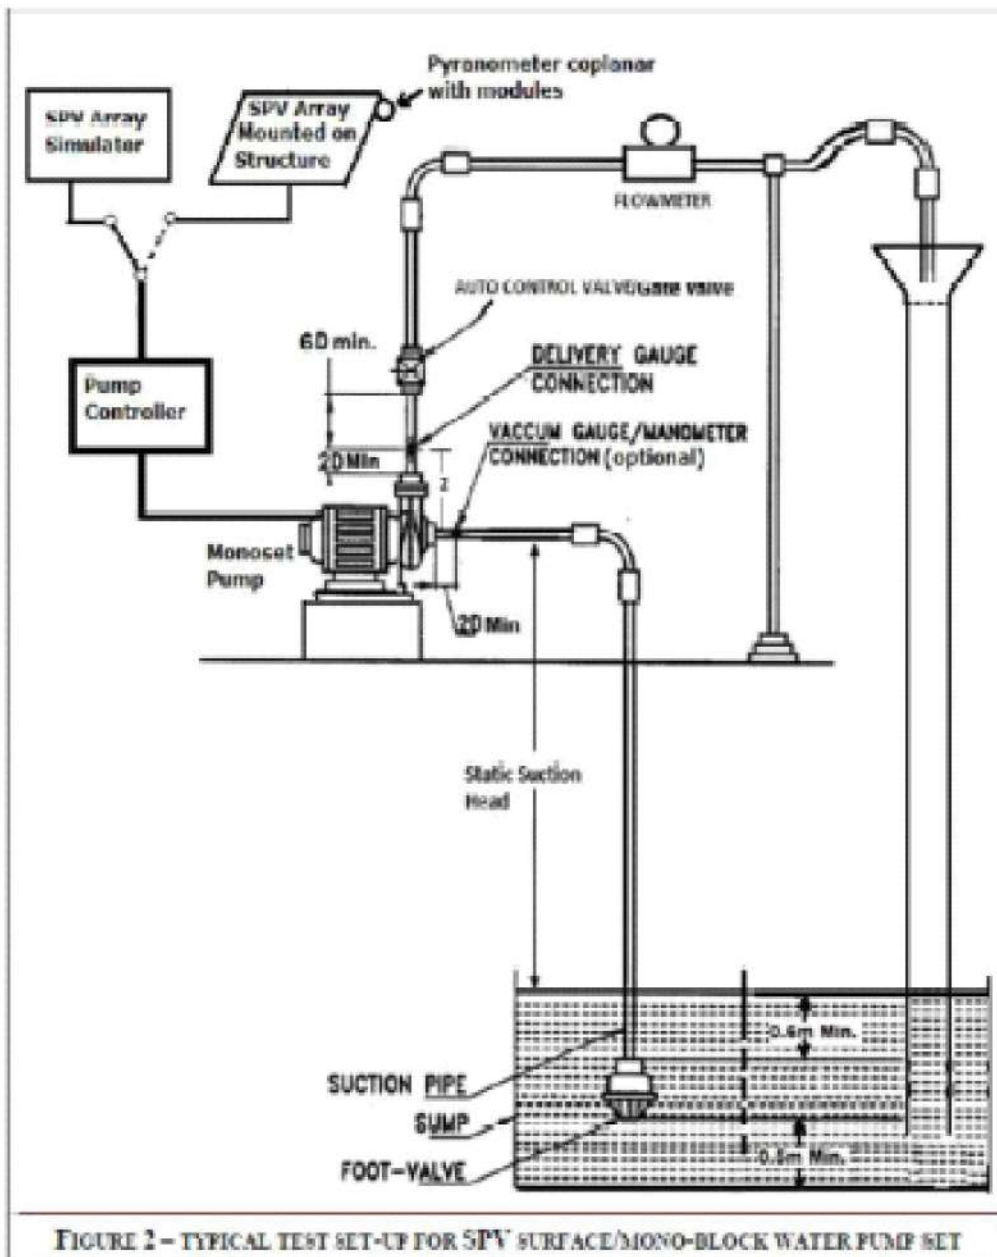 Pyranometer coplanar
with modules
SPV Array
Simulator
SPV Array
Mounted on
Structure
FLOWMETER
AUTO CONTROL VALVE/Gate valve
6D min.
DELIVERY GAUGE
CONNECTION
Pump
Controller
VACCUM GAUGE/MANOMETER
CONNECTION (optional)
2D Min
Z
Monoset
Pump
2D Min
Static Suction
Head
0.6m Min.
SUCTION PIPE
SUMP
FOOT-VALVE
0.5m Min.
FIGURE 2 – TYPICAL TEST SET-UP FOR SPV SURFACE/MONO-BLOCK WATER PUMP SET